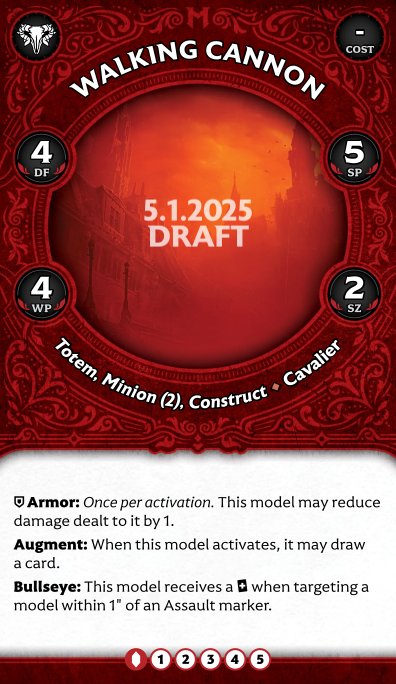 -
COST
WALKING CANNON
4
DF
5
SP
5.1.2025
DRAFT
4
WP
2
SZ
Totem, Minion (2), Construct ♦ Cavalier
Armor: Once per activation. This model may reduce
damage dealt to it by 1.
Augment: When this model activates, it may draw
a card.
Bullseye: This model receives a when targeting a
model within 1" of an Assault marker.
1 2 3 4 5